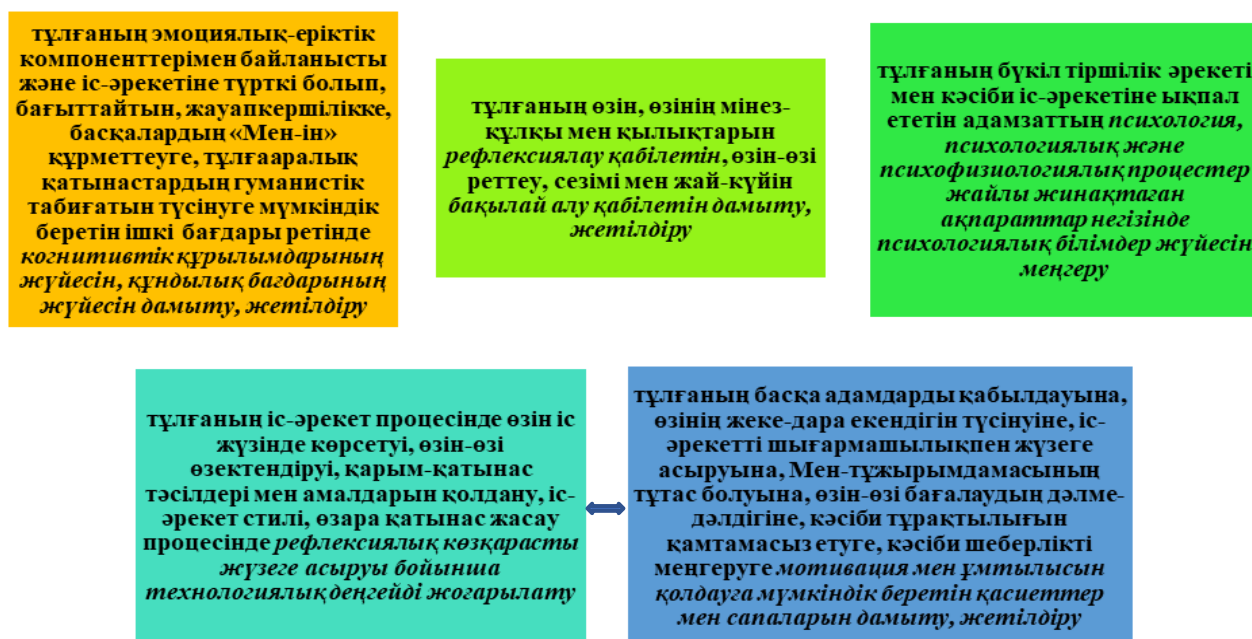 тұлғаның эмоциялық-еріктік
компоненттерімен байланысты
және іс-әрекетіне түрткі болып,
бағыттайтын, жауапкершілікке,
басқалардың «Мен-ін»
құрметтеуге, тұлғааралық
қатынастардың гуманистік
табиғатын түсінуге мүмкіндік
беретін ішкі бағдары ретінде
когнитивтік құрылымдарының
жүйесін, құндылық бағдарының
жүйесін дамыту, жетілдіру
тұлғаның өзін, өзінің мінез-
құлқы мен қылықтарын
рефлексиялау қабілетін, өзін-өзі
реттеу, сезімі мен жай-күйін
бақылай алу қабілетін дамыту,
жетілдіру
тұлғаның бүкіл тіршілік әрекеті
мен кәсіби іс-әрекетіне ықпал
ететін адамзаттың психология,
психологиялық және
психофизиологиялық процестер
жайлы жинақтаған
ақпараттар негізінде
психологиялық білімдер жүйесін
меңгеру
тұлғаның іс-әрекет процесінде өзін іс
жүзінде көрсетуі, өзін-өзі
өзектендіруі, қарым-қатынас
тәсілдері мен амалдарын қолдану, іс-
әрекет стилі, өзара қатынас жасау
процесінде рефлексиялық көзқарасты
жүзеге асыруы бойынша
технологиялық деңгейді жоғарылату
тұлғаның басқа адамдарды қабылдауына,
өзінің жеке-дара екендігін түсінуіне, іс-
әрекетті шығармашылықпен жүзеге
асыруына, Мен-тұжырымдамасының
тұтас болуына, өзін-өзі бағалаудың дәлме-
дәлдігіне, кәсіби тұрақтылығын
қамтамасыз етуге, кәсіби шеберлікті
меңгеруге мотивация мен ұмтылысын
қолдауға мүмкіндік беретін қасиеттер
мен сапаларын дамыту, жетілдіру